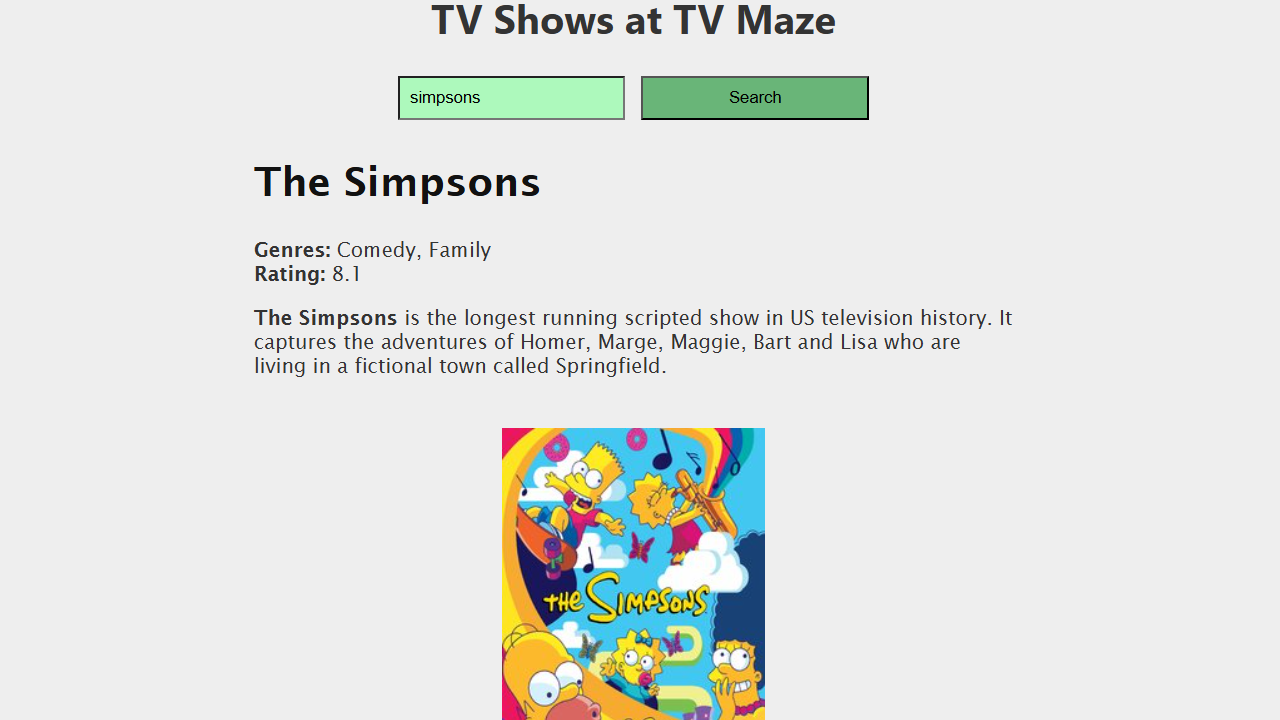 TV Shows at TV Maze
simpsons
Search
The Simpsons
Genres: Comedy, Family
Rating: 8.1
The Simpsons is the longest running scripted show in US television history. It
captures the adventures of Homer, Marge, Maggie, Bart and Lisa who are
living in a fictional town called Springfield.
THE SIMPSONS